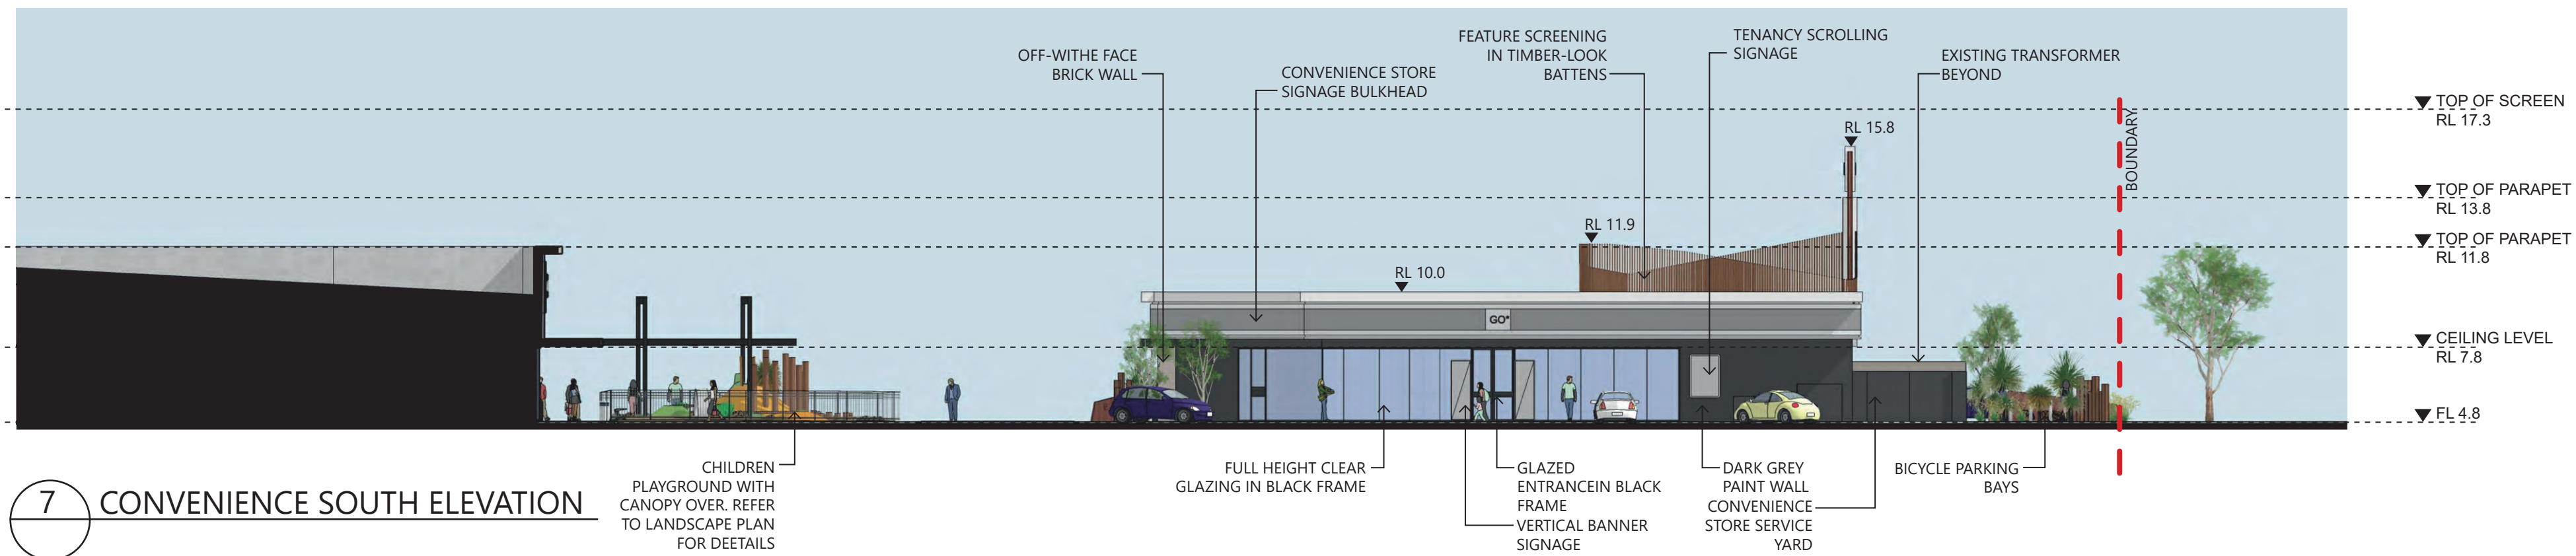 OFF-WITHE FACE
BRICK WALL
CONVENIENCE STORE
SIGNAGE BULKHEAD
FEATURE SCREENING
IN TIMBER-LOOK
BATTENS
TENANCY SCROLLING
SIGNAGE
EXISTING TRANSFORMER
BEYOND
TOP OF SCREEN
RL 17.3
BOUNDARY
RL 15.8
TOP OF PARAPET
RL 13.8
RL 11.9
TOP OF PARAPET
RL 11.8
RL 10.0
GO*
CEILING LEVEL
RL 7.8
FL 4.8
CHILDREN
PLAYGROUND WITH
CANOPY OVER. REFER
TO LANDSCAPE PLAN
FOR DEETAILS
FULL HEIGHT CLEAR
GLAZING IN BLACK FRAME
GLAZED
ENTRANCEIN BLACK
FRAME
VERTICAL BANNER
SIGNAGE
DARK GREY
PAINT WALL
CONVENIENCE
STORE SERVICE
YARD
BICYCLE PARKING
BAYS
7 CONVENIENCE SOUTH ELEVATION